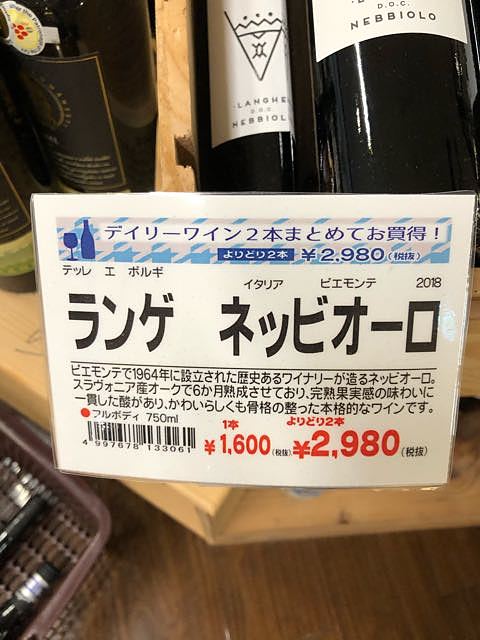 D.O.C.
NEBBIOLO
LANGHE
D.O.C
NEBBIOLO
デイリーワイン2本まとめてお買得!
よりどり2本 ¥2,980(税抜)
テッレ エ ボルギ イタリア ピエモンテ 2018
ランゲ ネッビオーロ
ピエモンテで1964年に設立された歴史あるワイナリーが造るネッビオーロ。
スラヴォニア産オークで6か月熟成させており、完熟果実感の味わいに
一貫した酸があり、かわいらしくも骨格の整った本格的なワインです。
●フルボディ 750ml
4997678 133061
1本 よりどり2本
¥1,600(税抜) ¥2,980(税抜)